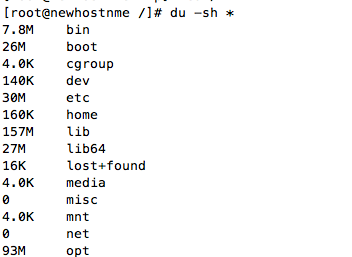 [root@newhostnme /]# du -sh *
7.8M bin
26M boot
4.0K cgroup
140K dev
30M etc
160K home
157M lib
27M lib64
16K lost+found
4.0K media
0 misc
4.0K mnt
0 net
93M opt